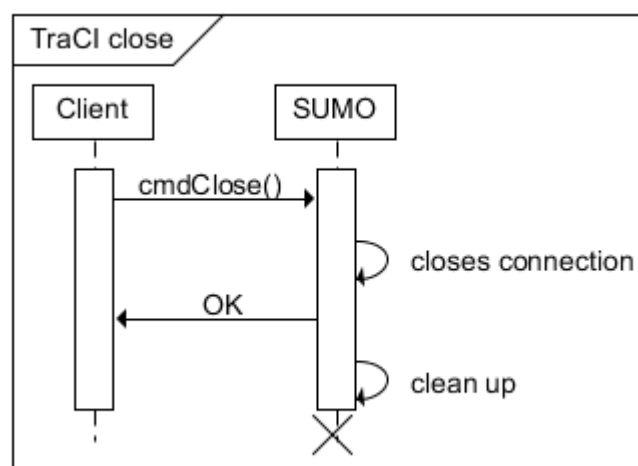 TraCI close
Client
SUMO
cmdClose()
closes connection
OK
clean up